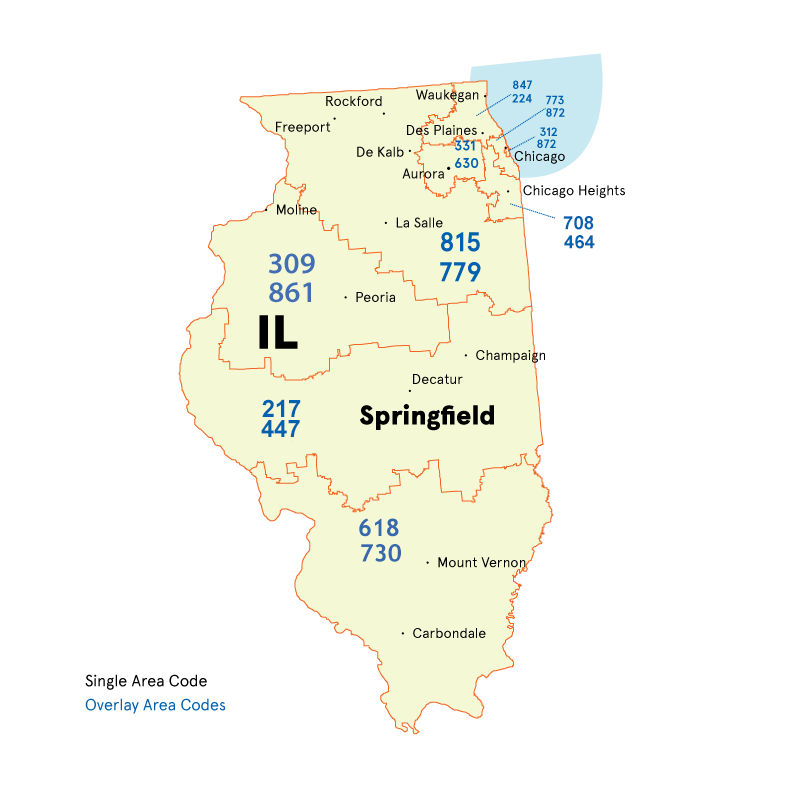 847
Waukegan
224
773
Rockford
872
Freeport
Des Plaines
312
331
872
De Kalb
Chicago
630
Aurora
Chicago Heights
Moline
La Salle
708
464
815
779
309
861
Peoria
IL
Champaign
Decatur
217
447
Springfield
618
730
Mount Vernon
Carbondale
Single Area Code
Overlay Area Codes